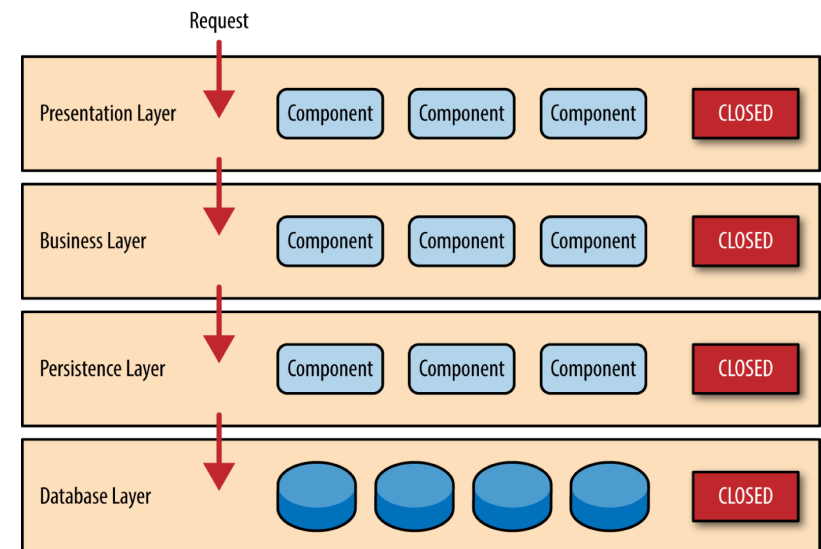 Request
Presentation Layer Component Component Component CLOSED
Business Layer Component Component Component CLOSED
Persistence Layer Component Component Component CLOSED
Database Layer CLOSED